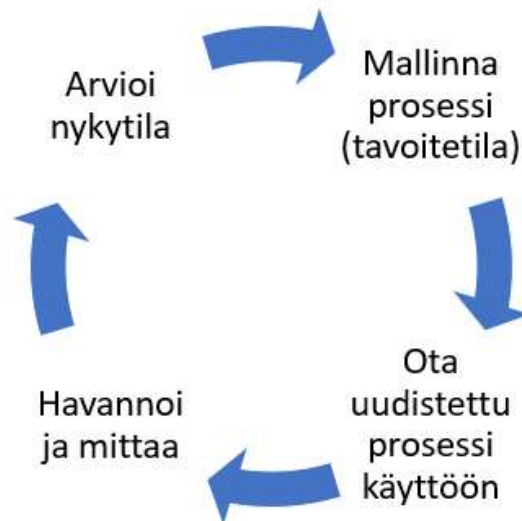 Arvioi
nykytila
Mallinna
prosessi
(tavoitetila)
Ota
uudistettu
prosessi
käyttöön
Havannoi
ja mittaa